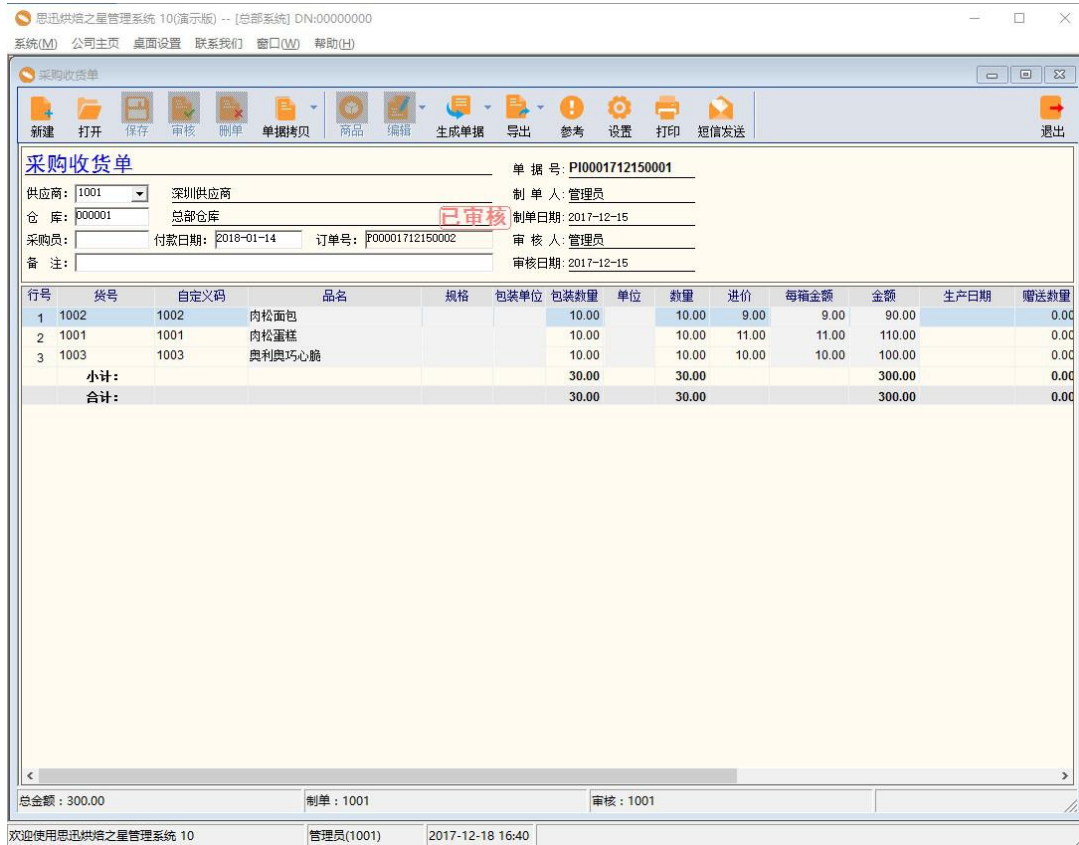 思迅烘焙之星管理系统 10(演示版) -- [总部系统] DN:00000000
系统(M) 公司主页 桌面设置 联系我们 窗口(W) 帮助(H)
采购收货单
新建 打开 保存 审核 删单 单据拷贝 商品 编辑 生成单据 导出 参考 设置 打印 短信发送 退出
采购收货单 单 据 号: PI0001712150001
供应商: 1001 深圳供应商 制 单 人: 管理员
仓 库: 000001 总部仓库 已审核 制单日期: 2017-12-15
采购员: 付款日期: 2018-01-14 订单号: PO0001712150002 审 核 人: 管理员
备 注: 审核日期: 2017-12-15
行号 货号 自定义码 品名 规格 包装单位 包装数量 单位 数量 进价 每箱金额 金额 生产日期 赠送数量
1 1002 1002 肉松面包 10.00 10.00 9.00 9.00 90.00 0.00
2 1001 1001 肉松蛋糕 10.00 10.00 11.00 11.00 110.00 0.00
3 1003 1003 奥利奥巧心脆 10.00 10.00 10.00 10.00 100.00 0.00
小计: 30.00 30.00 300.00 0.00
合计: 30.00 30.00 300.00 0.00
总金额：300.00 制单：1001 审核：1001
欢迎使用思迅烘焙之星管理系统 10 管理员(1001) 2017-12-18 16:40